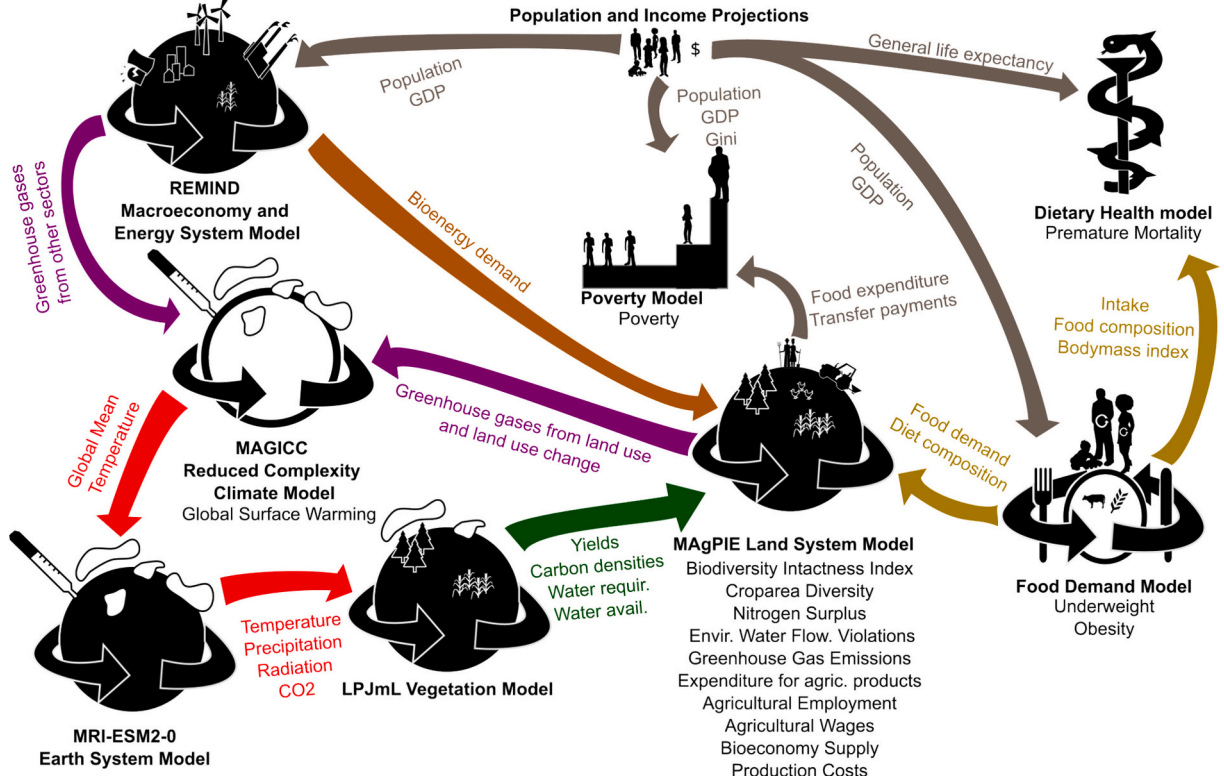 Population and Income Projections
$
Population
GDP
General life expectancy
Population
GDP
Gini
Population
GDP
Greenhouse gases
from other sectors
REMIND
Macroeconomy and
Energy System Model
Bioenergy demand
Dietary Health model
Premature Mortality
Poverty Model
Poverty
Food expenditure
Transfer payments
Intake
Food composition
Bodymass index
Global Mean
Temperature
MAGICC
Reduced Complexity
Climate Model
Global Surface Warming
Greenhouse gases from land use
and land use change
Food demand
Diet composition
Yields
Carbon densities
Water requir.
Water avail.
MAgPIE Land System Model
Biodiversity Intactness Index
Croparea Diversity
Nitrogen Surplus
Envir. Water Flow. Violations
Greenhouse Gas Emissions
Expenditure for agric. products
Agricultural Employment
Agricultural Wages
Bioeconomy Supply
Production Costs
Food Demand Model
Underweight
Obesity
Temperature
Precipitation
Radiation
CO2
LPJmL Vegetation Model
MRI-ESM2-0
Earth System Model